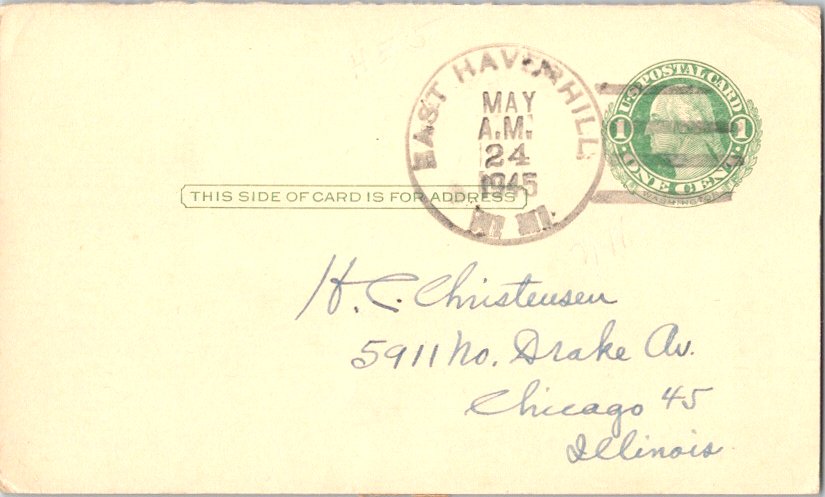 EAST HAVERHILL
MAY
A.M.
24
1945
U.S. POSTAL CARD
1 1
ONE CENT
WASHINGTON
THIS SIDE OF CARD IS FOR ADDRESS
H. C. Christensen
5911 No. Drake Av.
Chicago 45
Illinois